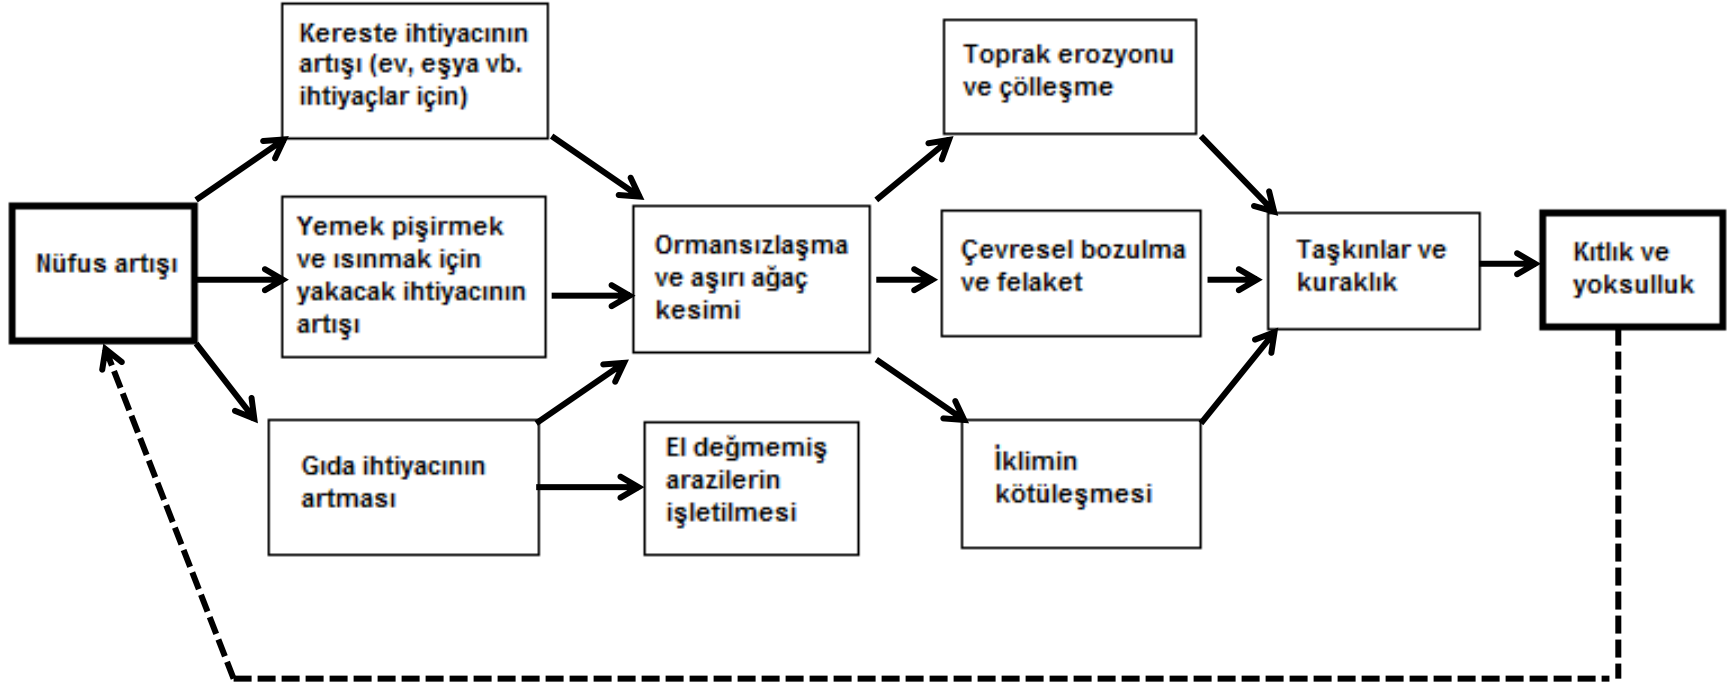 Kereste ihtiyacının
artışı (ev, eşya vb.
ihtiyaçlar için)
Toprak erozyonu
ve çölleşme
Nüfus artışı
Yemek pişirmek
ve ısınmak için
yakacak ihtiyacının
artışı
Ormansızlaşma
ve aşırı ağaç
kesimi
Çevresel bozulma
ve felaket
Taşkınlar ve
kuraklık
Kıtlık ve
yoksulluk
Gıda ihtiyacının
artması
El değmemiş
arazilerin
işletilmesi
İklimin
kötüleşmesi